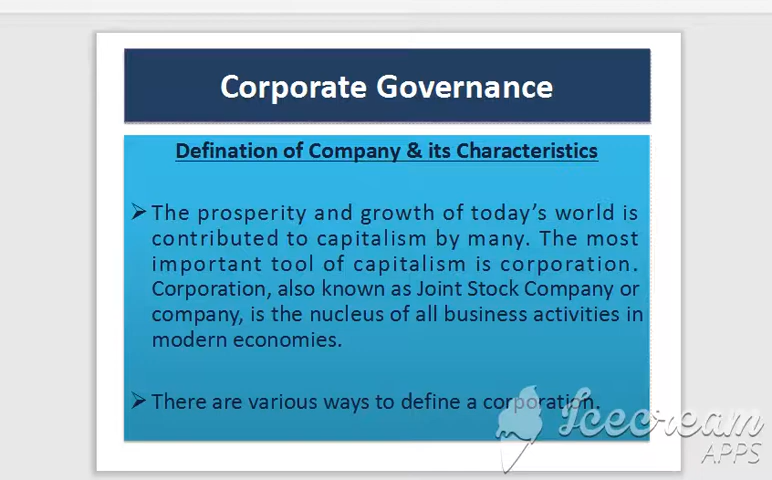 Corporate Governance
Defination of Company & its Characteristics
➢ The prosperity and growth of today's world is
contributed to capitalism by many. The most
important tool of capitalism is corporation.
Corporation, also known as Joint Stock Company or
company, is the nucleus of all business activities in
modern economies.
➢ There are various ways to define a corporation.
Icecream
APPS